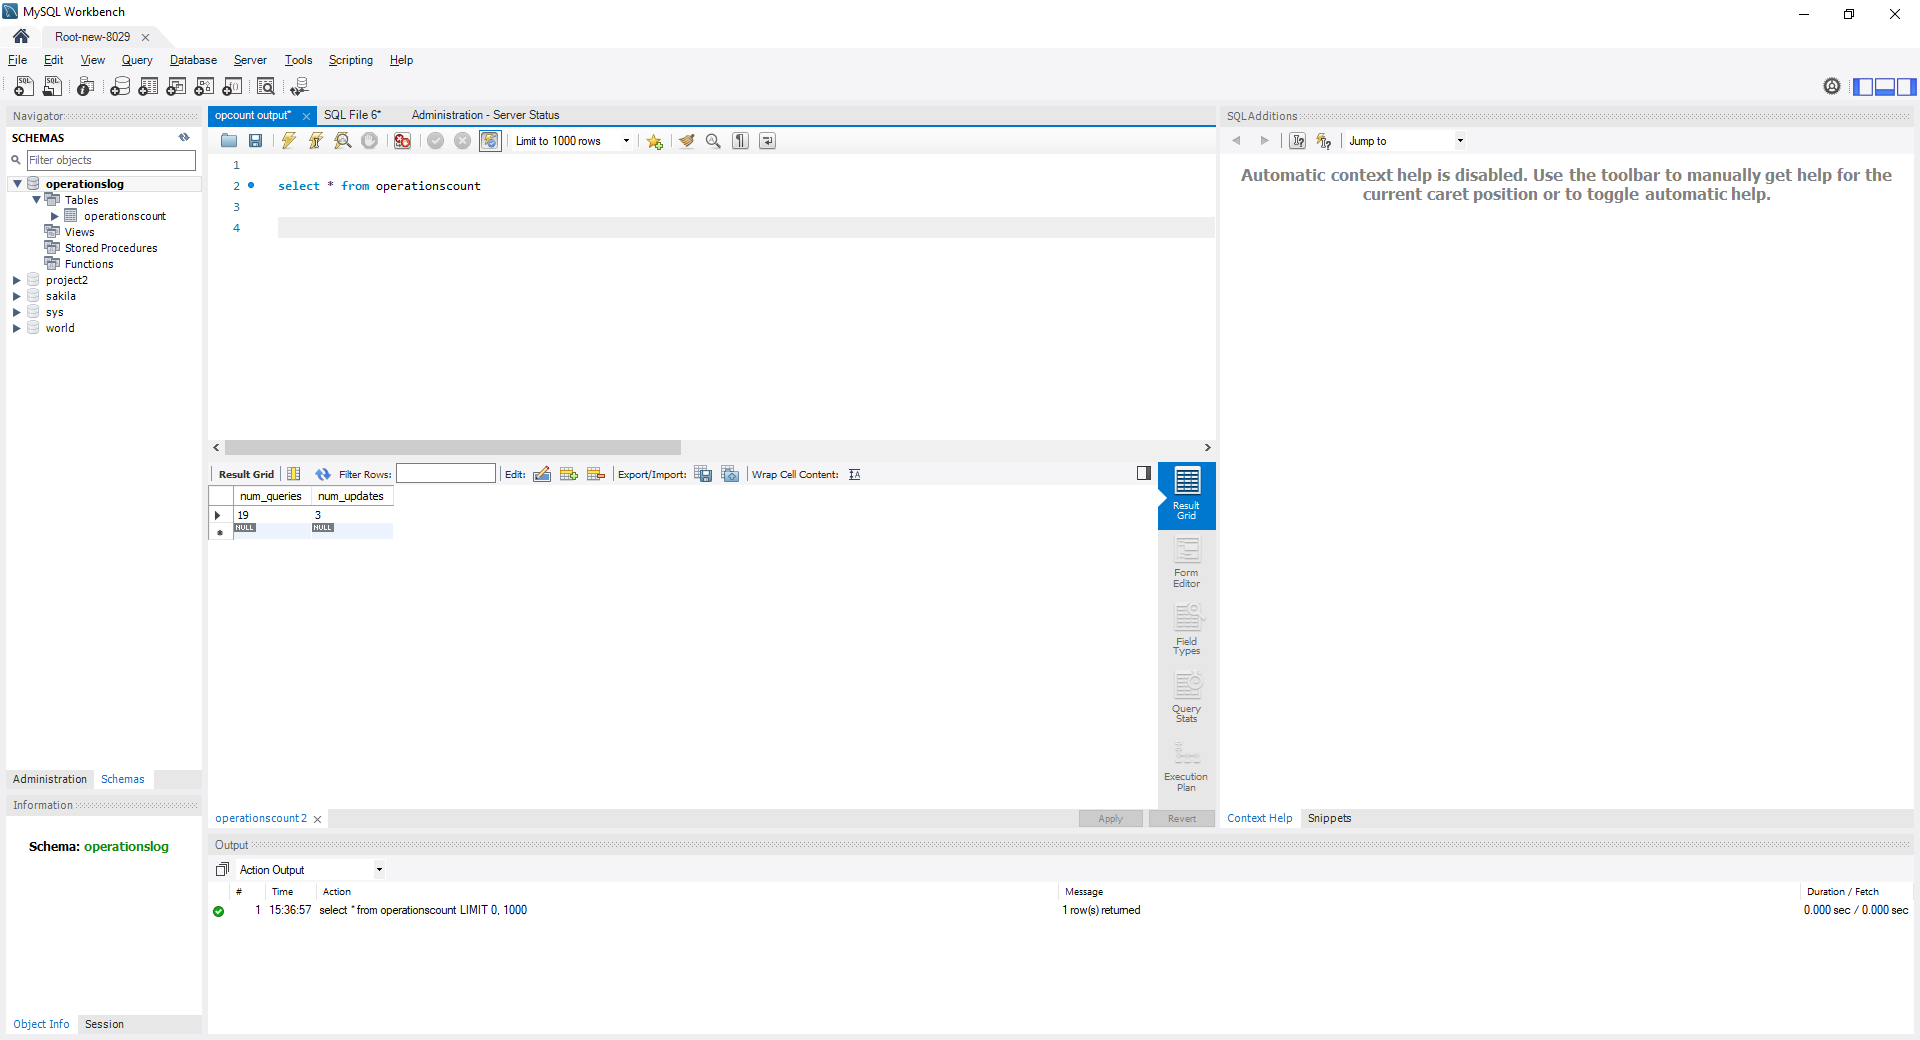 MySQL Workbench
Root-new-8029
File Edit View Query Database Server Tools Scripting Help
Navigator
SCHEMAS
Filter objects
operationslog
Tables
operationscount
Views
Stored Procedures
Functions
project2
sakila
sys
world
Administration Schemas
Information
Schema: operationslog
Object Info Session
opcount output* SQL File 6* Administration - Server Status
Limit to 1000 rows
1
2 select * from operationscount
3
4
Result Grid Filter Rows: Edit: Export/Import: Wrap Cell Content:
num_queries num_updates
19 3
NULL NULL
Result
Grid
Form
Editor
Field
Types
Query
Stats
Execution
Plan
operationscount 2 Apply Revert
SQLAdditions
Jump to
Automatic context help is disabled. Use the toolbar to manually get help for the
current caret position or to toggle automatic help.
Context Help Snippets
Output
Action Output
# Time Action Message Duration / Fetch
1 15:36:57 select * from operationscount LIMIT 0, 1000 1 row(s) returned 0.000 sec / 0.000 sec